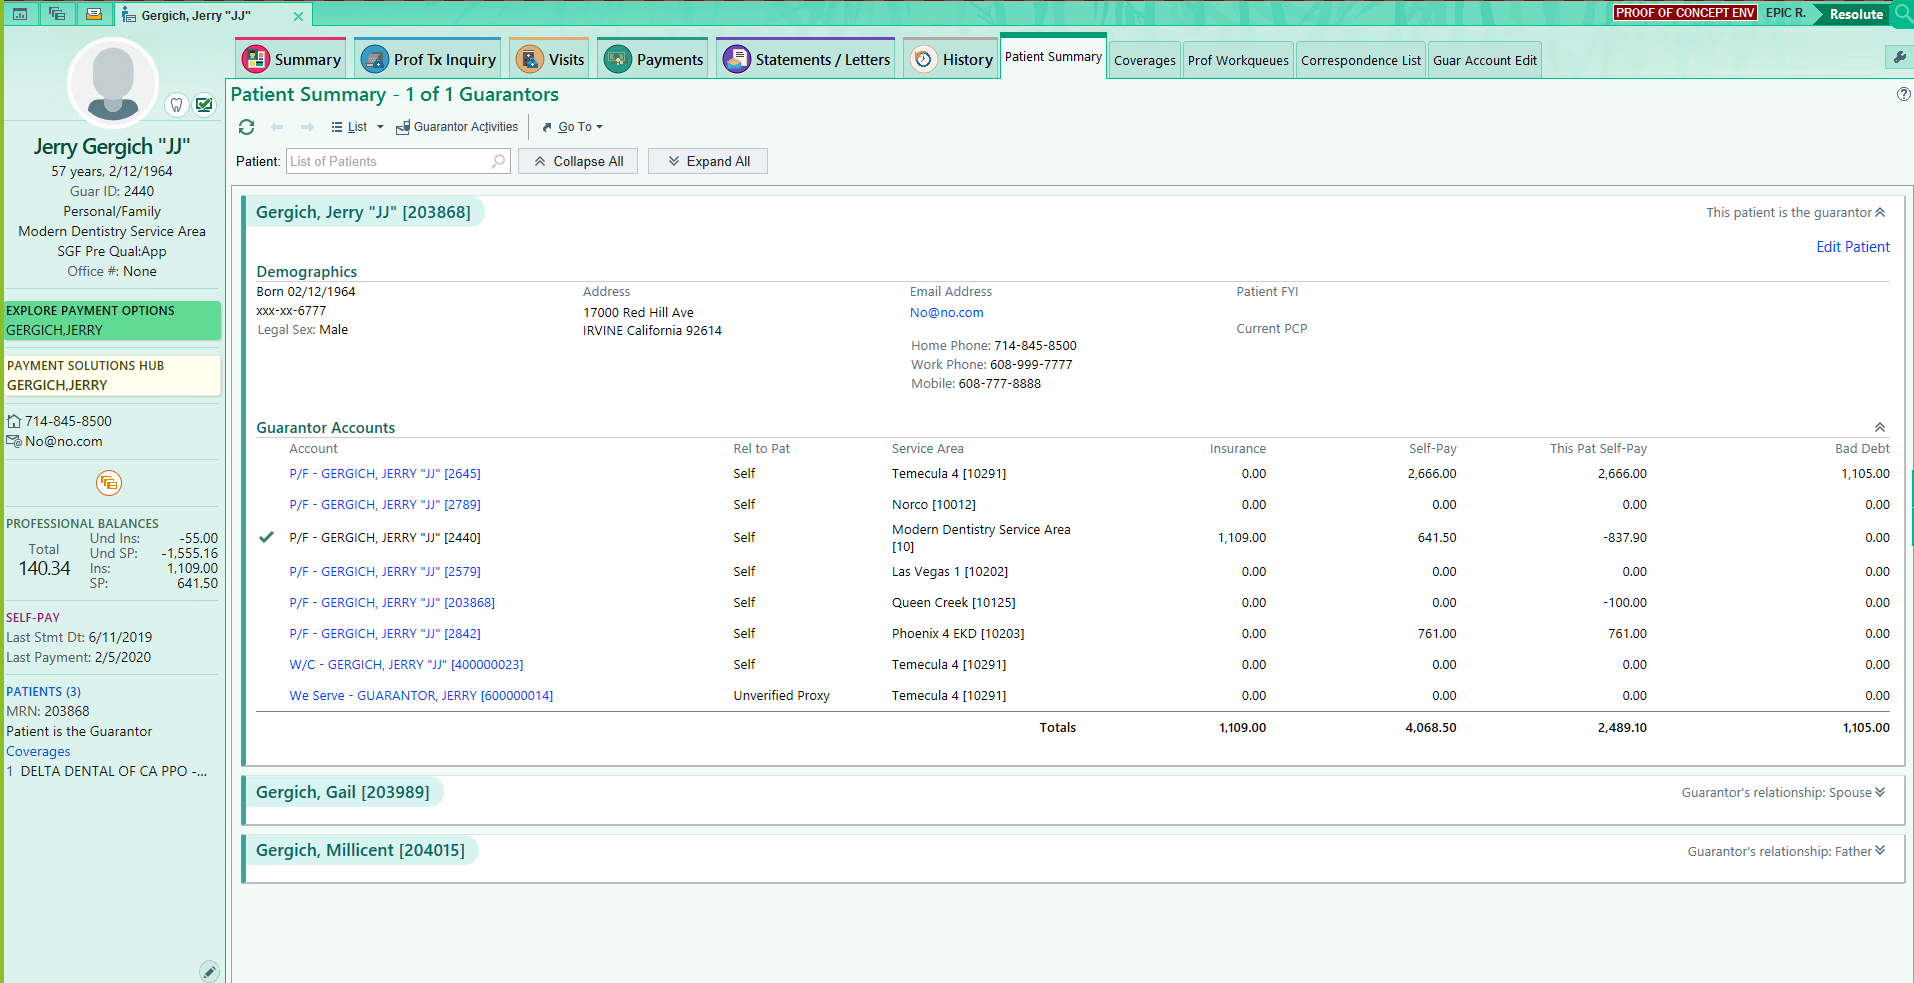 Gergich, Jerry "JJ"
PROOF OF CONCEPT ENV
EPIC R.
Resolute
Summary
Prof Tx Inquiry
Visits
Payments
Statements / Letters
History
Patient Summary
Coverages
Prof Workqueues
Correspondence List
Guar Account Edit
Jerry Gergich "JJ"
57 years, 2/12/1964
Guar ID: 2440
Personal/Family
Modern Dentistry Service Area
SGF Pre Qual:App
Office #: None
EXPLORE PAYMENT OPTIONS
GERGICH,JERRY
PAYMENT SOLUTIONS HUB
GERGICH,JERRY
714-845-8500
No@no.com
PROFESSIONAL BALANCES
Total
140.34
Und Ins: -55.00
Und SP: -1,555.16
Ins: 1,109.00
SP: 641.50
SELF-PAY
Last Stmt Dt: 6/11/2019
Last Payment: 2/5/2020
PATIENTS (3)
MRN: 203868
Patient is the Guarantor
Coverages
1 DELTA DENTAL OF CA PPO -...
Patient Summary - 1 of 1 Guarantors
List
Guarantor Activities
Go To
Patient: List of Patients
Collapse All
Expand All
Gergich, Jerry "JJ" [203868]
This patient is the guarantor
Edit Patient
Demographics
Born 02/12/1964
xxx-xx-6777
Legal Sex: Male
Address
17000 Red Hill Ave
IRVINE California 92614
Email Address
No@no.com
Home Phone: 714-845-8500
Work Phone: 608-999-7777
Mobile: 608-777-8888
Patient FYI
Current PCP
Guarantor Accounts
Account Rel to Pat Service Area Insurance Self-Pay This Pat Self-Pay Bad Debt
P/F - GERGICH, JERRY "JJ" [2645] Self Temecula 4 [10291] 0.00 2,666.00 2,666.00 1,105.00
P/F - GERGICH, JERRY "JJ" [2789] Self Norco [10012] 0.00 0.00 0.00 0.00
P/F - GERGICH, JERRY "JJ" [2440] Self Modern Dentistry Service Area [10] 1,109.00 641.50 -837.90 0.00
P/F - GERGICH, JERRY "JJ" [2579] Self Las Vegas 1 [10202] 0.00 0.00 0.00 0.00
P/F - GERGICH, JERRY "JJ" [203868] Self Queen Creek [10125] 0.00 0.00 -100.00 0.00
P/F - GERGICH, JERRY "JJ" [2842] Self Phoenix 4 EKD [10203] 0.00 761.00 761.00 0.00
W/C - GERGICH, JERRY "JJ" [400000023] Self Temecula 4 [10291] 0.00 0.00 0.00 0.00
We Serve - GUARANTOR, JERRY [600000014] Unverified Proxy Temecula 4 [10291] 0.00 0.00 0.00 0.00
Totals 1,109.00 4,068.50 2,489.10 1,105.00
Gergich, Gail [203989]
Guarantor's relationship: Spouse
Gergich, Millicent [204015]
Guarantor's relationship: Father